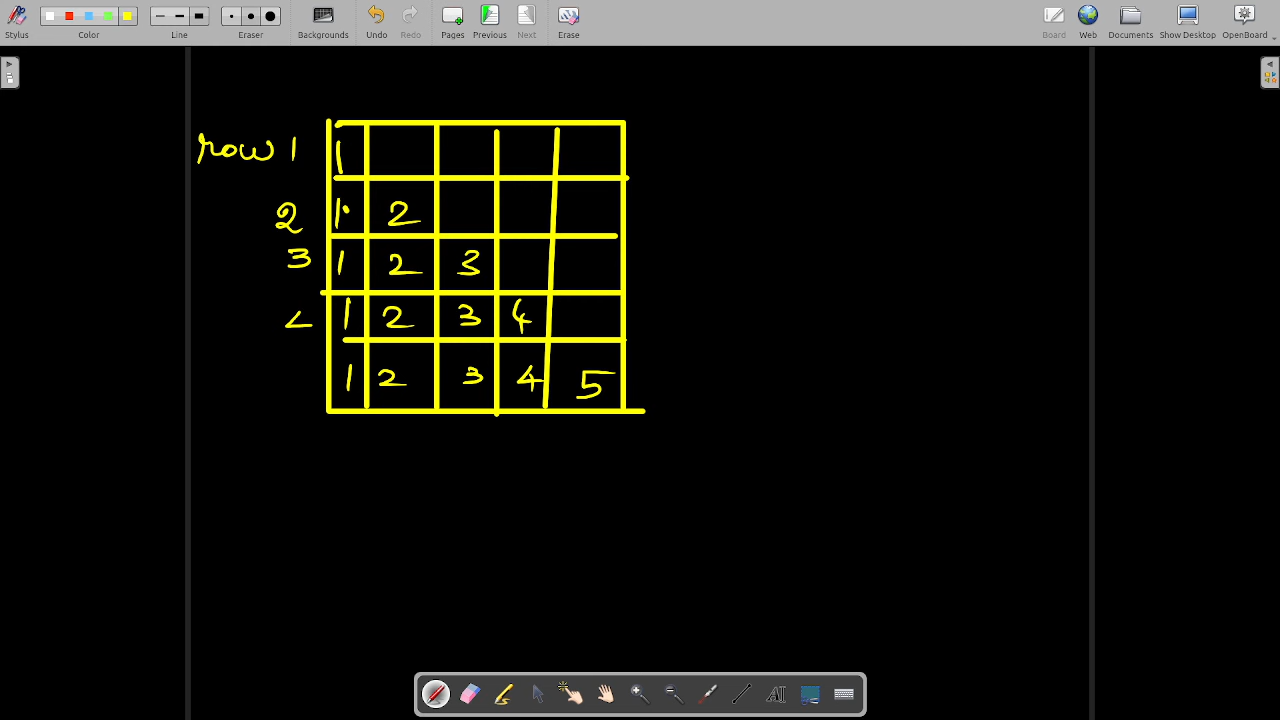 Stylus Color Line Eraser Backgrounds Undo Redo Pages Previous Next Erase Board Web Documents Show Desktop OpenBoard
row 1 1
2 1 2
3 1 2 3
1 2 3 4
1 2 3 4 5